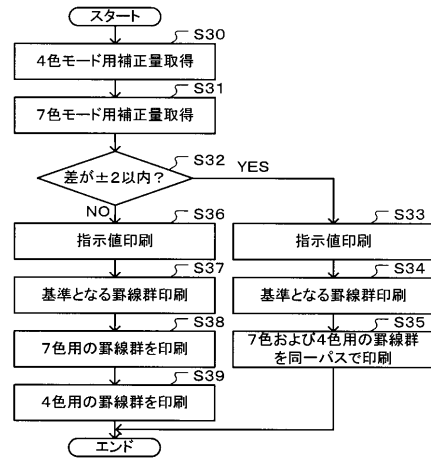 スタート
S30
4色モード用補正量取得
S31
7色モード用補正量取得
S32
差が±2以内?
YES
NO
S36
指示値印刷
S37
基準となる罫線群印刷
S38
7色用の罫線群を印刷
S39
4色用の罫線群を印刷
S33
指示値印刷
S34
基準となる罫線群印刷
S35
7色および4色用の罫線群
を同一パスで印刷
エンド